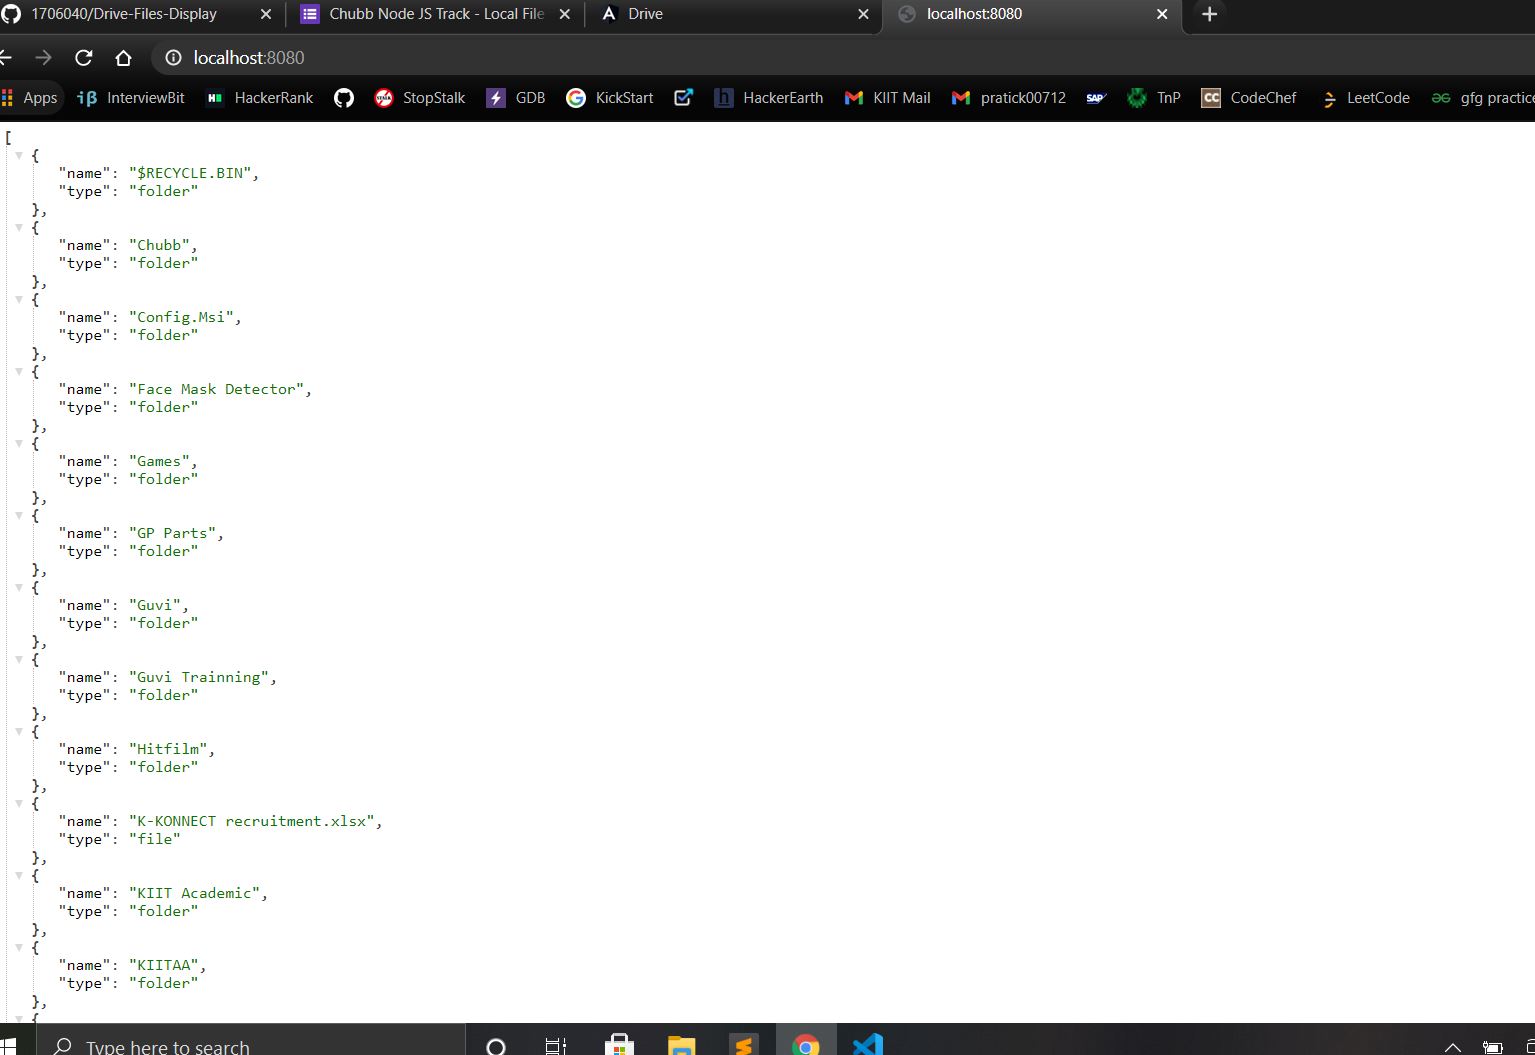 1706040/Drive-Files-Display
Chubb Node JS Track - Local File
Drive
localhost:8080
localhost:8080
Apps
iβ InterviewBit
HackerRank
StopStalk
GDB
KickStart
HackerEarth
KIIT Mail
pratick00712
SAP
TnP
CC CodeChef
LeetCode
gfg practice
[
{
"name": "$RECYCLE.BIN",
"type": "folder"
},
{
"name": "Chubb",
"type": "folder"
},
{
"name": "Config.Msi",
"type": "folder"
},
{
"name": "Face Mask Detector",
"type": "folder"
},
{
"name": "Games",
"type": "folder"
},
{
"name": "GP Parts",
"type": "folder"
},
{
"name": "Guvi",
"type": "folder"
},
{
"name": "Guvi Trainning",
"type": "folder"
},
{
"name": "Hitfilm",
"type": "folder"
},
{
"name": "K-KONNECT recruitment.xlsx",
"type": "file"
},
{
"name": "KIIT Academic",
"type": "folder"
},
{
"name": "KIITAA",
"type": "folder"
},
{
Type here to search